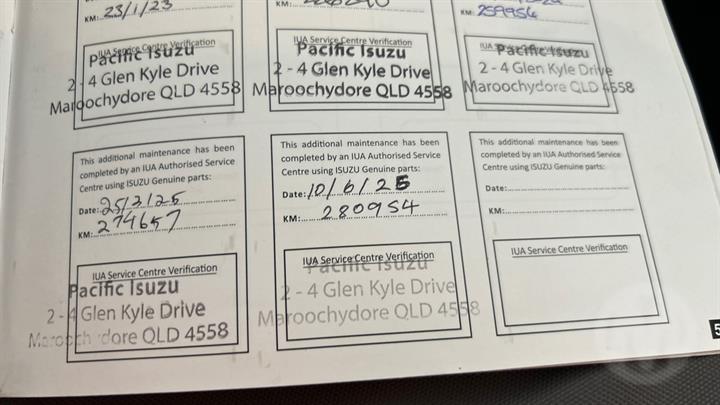 KM: 23/1/23
IUA Service Centre Verification
Pacific Isuzu
2 - 4 Glen Kyle Drive
Maroochydore QLD 4558
KM:
IUA Service Centre Verification
Pacific Isuzu
2 - 4 Glen Kyle Drive
Maroochydore QLD 4558
KM: 259954
IUA
Pacific Isuzu
2 - 4 Glen Kyle Drive
Maroochydore QLD 4558
This additional maintenance has been
completed by an IUA Authorised Service
Centre using ISUZU Genuine parts:
Date: 25/3/25
KM: 274657
IUA Service Centre Verification
Pacific Isuzu
2 - 4 Glen Kyle Drive
Maroochydore QLD 4558
This additional maintenance has been
completed by an IUA Authorised Service
Centre using ISUZU Genuine parts:
Date: 10/6/25
KM: 280954
IUA Service Centre Verification
Pacific Isuzu
2 - 4 Glen Kyle Drive
Maroochydore QLD 4558
This additional maintenance has been
completed by an IUA Authorised Service
Centre using ISUZU Genuine parts:
Date:
KM:
IUA Service Centre Verification
5